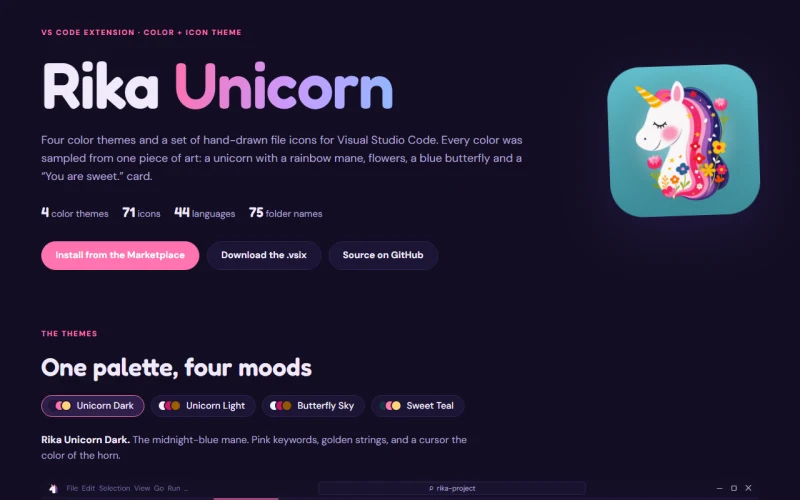 VS CODE EXTENSION · COLOR + ICON THEME
Rika Unicorn
Four color themes and a set of hand-drawn file icons for Visual Studio Code. Every color was
sampled from one piece of art: a unicorn with a rainbow mane, flowers, a blue butterfly and a
“You are sweet.” card.
4 color themes 71 icons 44 languages 75 folder names
Install from the Marketplace Download the .vsix Source on GitHub
THE THEMES
One palette, four moods
Unicorn Dark Unicorn Light Butterfly Sky Sweet Teal
Rika Unicorn Dark. The midnight-blue mane. Pink keywords, golden strings, and a cursor the
color of the horn.
File Edit Selection View Go Run … rika-project